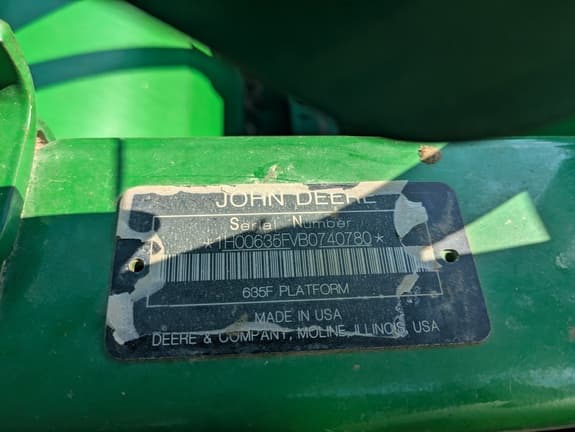 JOHN DEERE
Serial Number
*1H00635FVB0740780*
635F PLATFORM
MADE IN USA
DEERE & COMPANY, MOLINE, ILLINOIS, USA